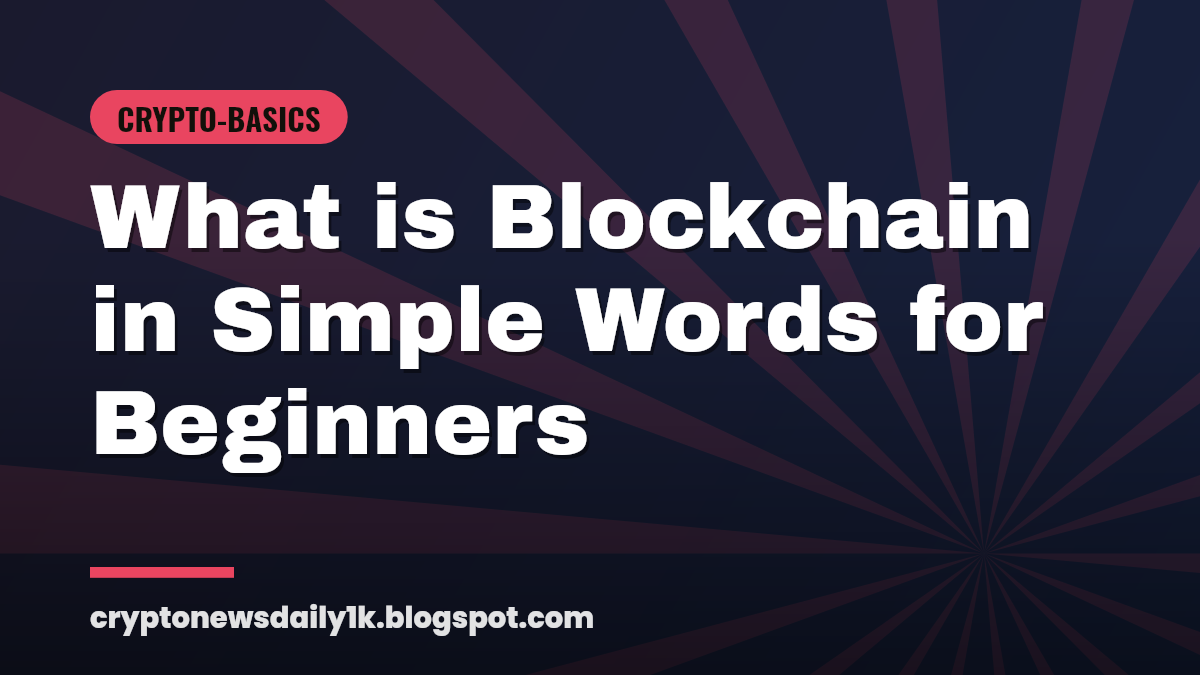 CRYPTO-BASICS
What is Blockchain
in Simple Words for
Beginners
cryptonewsdaily1k.blogspot.com